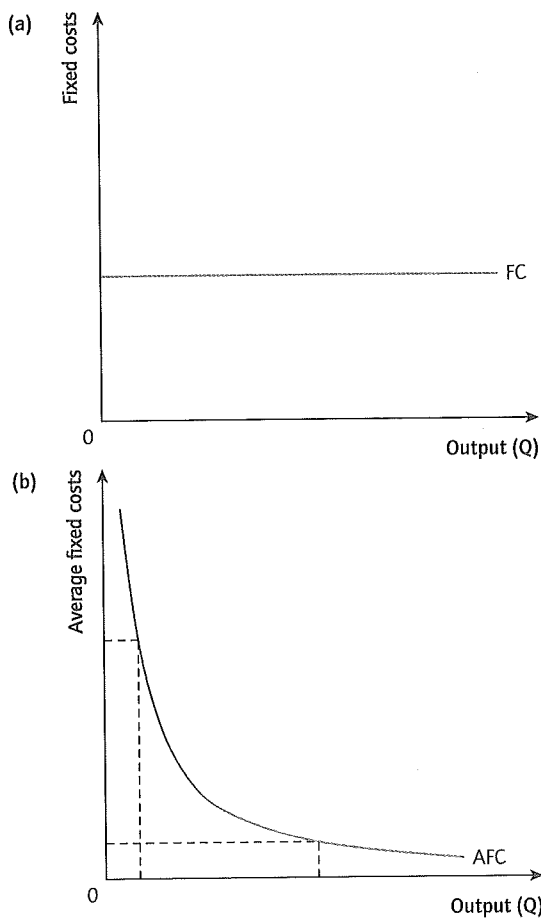 (a)
Fixed costs
FC
0
Output (Q)
(b)
Average fixed costs
AFC
0
Output (Q)